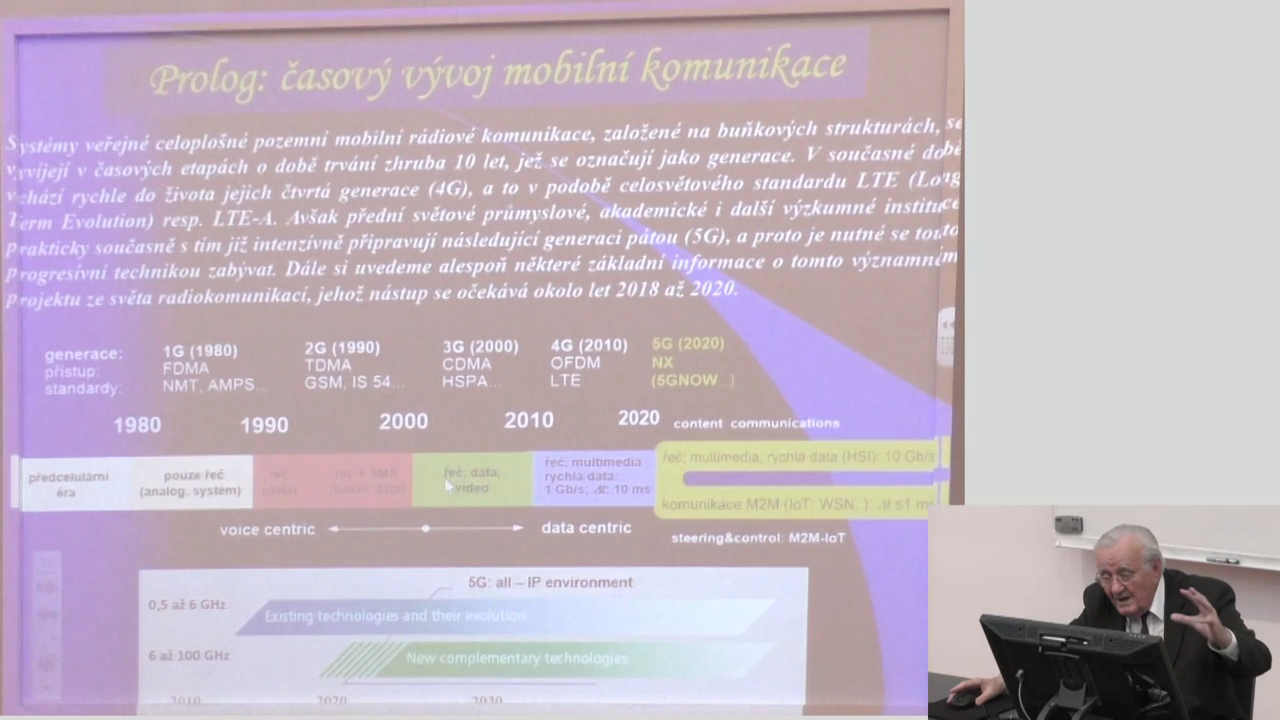 Prolog: časový vývoj mobilní komunikace
Systémy veřejné celoplošné pozemní mobilní rádiové komunikace, založené na buňkových strukturách, se
vyvíjejí v časových etapách o době trvání zhruba 10 let, jež se označují jako generace. V současné době
vchází rychle do života jejich čtvrtá generace (4G), a to v podobě celosvětového standardu LTE (Long
Term Evolution) resp. LTE-A. Avšak přední světové průmyslové, akademické i další výzkumné instituce
prakticky současně s tím již intenzívně připravují následující generaci pátou (5G), a proto je nutné se touto
progresívní technikou zabývat. Dále si uvedeme alespoň některé základní informace o tomto významném
projektu ze světa radiokomunikací, jehož nástup se očekává okolo let 2018 až 2020.
generace: 1G (1980) 2G (1990) 3G (2000) 4G (2010) 5G (2020)
přístup: FDMA TDMA CDMA OFDM NX
standardy: NMT, AMPS... GSM, IS 54... HSPA... LTE (5GNOW...)
1980 1990 2000 2010 2020 content communications
předcelulární
éra
pouze řeč
(analog. systém)
řeč
řeč + SMS
řeč, data,
video
řeč, multimedia
rychlá data:
1 Gb/s; Δt: 10 ms
řeč; multimedia; rychlá data (HSI): 10 Gb/s
komunikace M2M (IoT, WSN, ): Δt ≤1 ms
voice centric data centric steering&control: M2M-IoT
5G: all – IP environment
0,5 až 6 GHz Existing technologies and their evolution
6 až 100 GHz New complementary technologies
2010 2020 2030